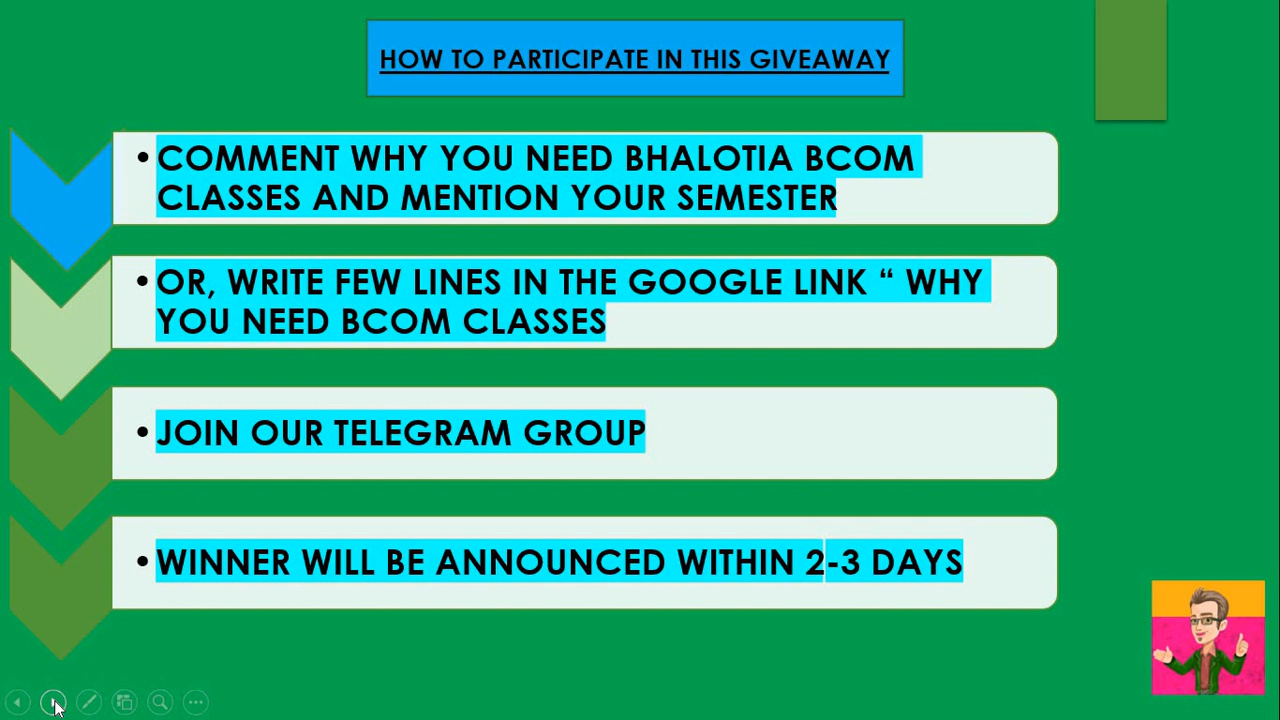 HOW TO PARTICIPATE IN THIS GIVEAWAY
•COMMENT WHY YOU NEED BHALOTIA BCOM
CLASSES AND MENTION YOUR SEMESTER
•OR, WRITE FEW LINES IN THE GOOGLE LINK “ WHY
YOU NEED BCOM CLASSES
•JOIN OUR TELEGRAM GROUP
•WINNER WILL BE ANNOUNCED WITHIN 2-3 DAYS